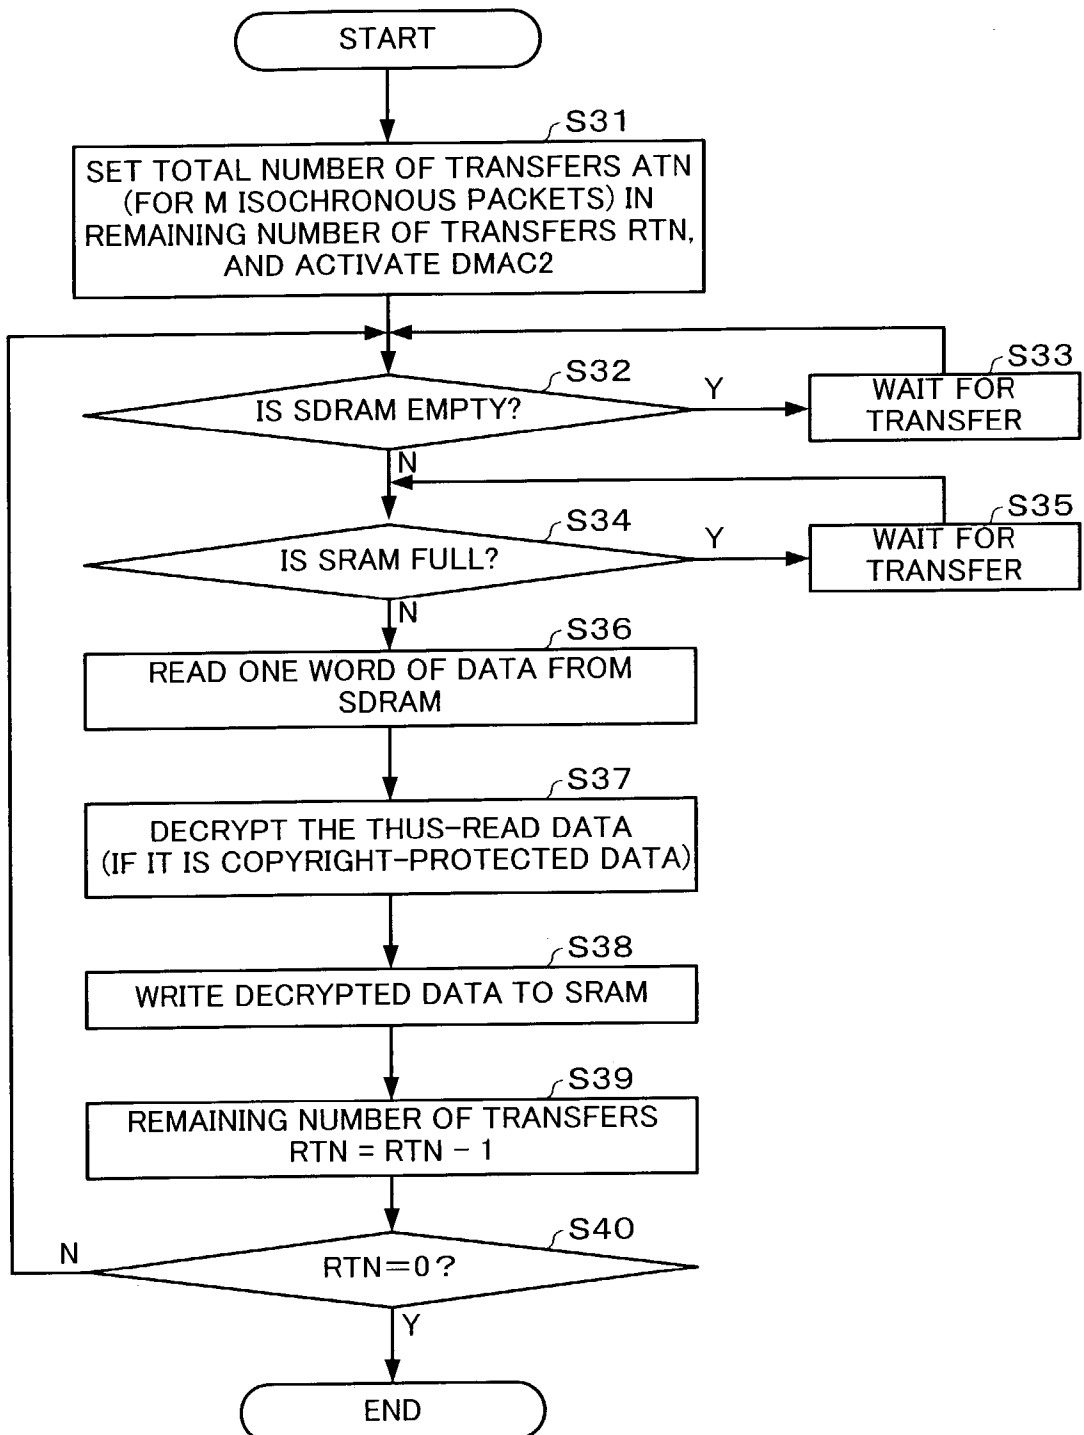 START
S31
SET TOTAL NUMBER OF TRANSFERS ATN
(FOR M ISOCHRONOUS PACKETS) IN
REMAINING NUMBER OF TRANSFERS RTN,
AND ACTIVATE DMAC2
S32
IS SDRAM EMPTY?
Y
S33
WAIT FOR
TRANSFER
N
S34
IS SRAM FULL?
Y
S35
WAIT FOR
TRANSFER
N
S36
READ ONE WORD OF DATA FROM
SDRAM
S37
DECRYPT THE THUS-READ DATA
(IF IT IS COPYRIGHT-PROTECTED DATA)
S38
WRITE DECRYPTED DATA TO SRAM
S39
REMAINING NUMBER OF TRANSFERS
RTN = RTN - 1
S40
N
RTN=0?
Y
END